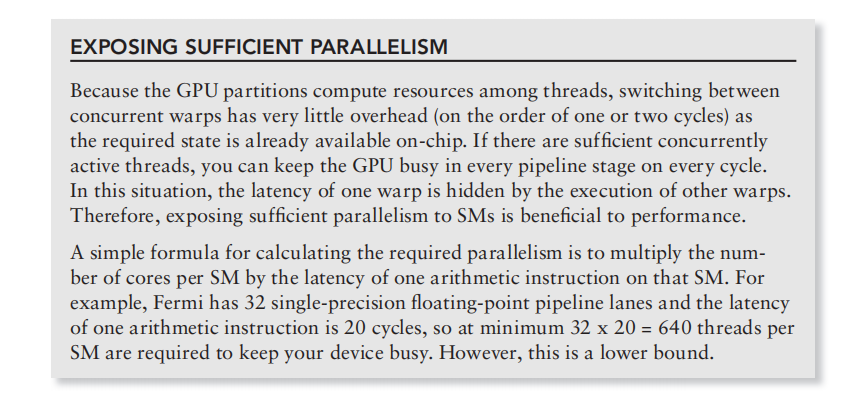 EXPOSING SUFFICIENT PARALLELISM
Because the GPU partitions compute resources among threads, switching between
concurrent warps has very little overhead (on the order of one or two cycles) as
the required state is already available on-chip. If there are sufficient concurrently
active threads, you can keep the GPU busy in every pipeline stage on every cycle.
In this situation, the latency of one warp is hidden by the execution of other warps.
Therefore, exposing sufficient parallelism to SMs is beneficial to performance.
A simple formula for calculating the required parallelism is to multiply the num-
ber of cores per SM by the latency of one arithmetic instruction on that SM. For
example, Fermi has 32 single-precision floating-point pipeline lanes and the latency
of one arithmetic instruction is 20 cycles, so at minimum 32 x 20 = 640 threads per
SM are required to keep your device busy. However, this is a lower bound.